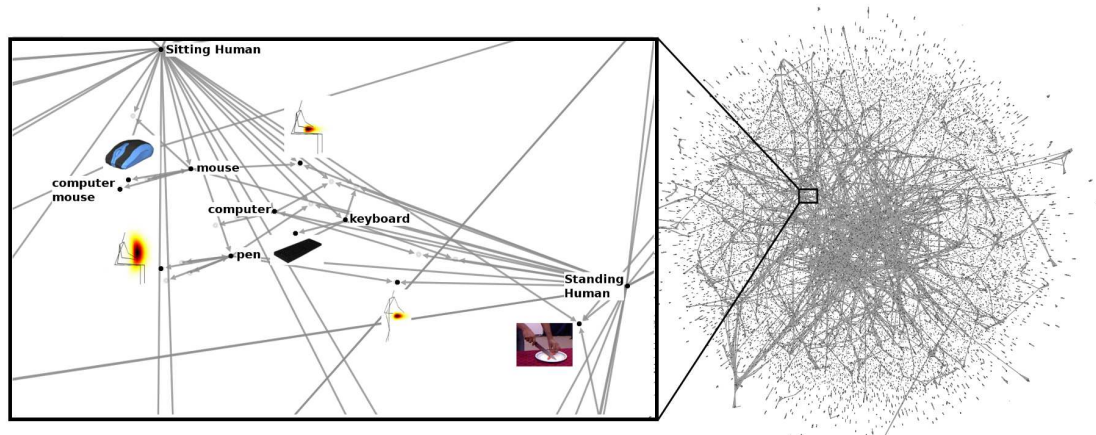 Sitting Human
mouse
computer
mouse
computer
keyboard
pen
Standing
Human